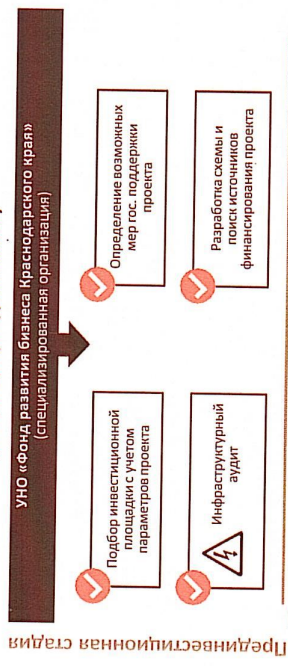 УНО «Фонд развития бизнеса Краснодарского края»
(специализированная организация)
Прединвестиционная стадия
Подбор инвестиционной
площадки с учетом
параметров проекта
Определение возможных
мер гос. поддержки
проекта
Инфраструктурный
аудит
Разработка схемы и
поиск источников
финансирования проекта